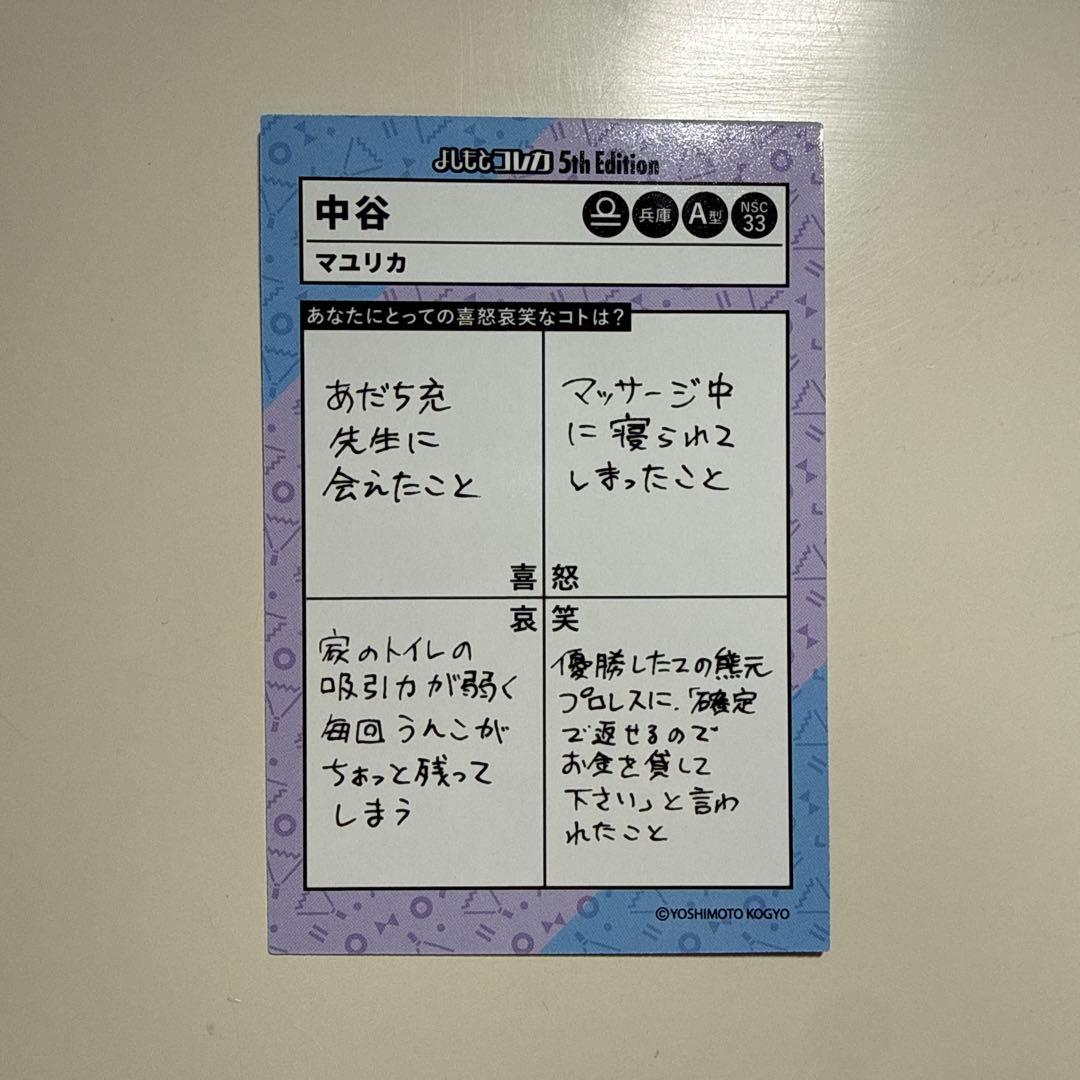 よしもとコレカ 5th Edition
中谷
兵庫
A型
NSC
33
マユリカ
あなたにとっての喜怒哀笑なコトは？
あだち充
先生に
会えたこと
喜
マッサージ中
に寝られて
しまったこと
怒
哀
家のトイレの
吸引力が弱く
毎回うんこが
ちょっと残って
しまう
笑
優勝したての熊元
プロレスに、「確定
で返せるので
お金を貸して
下さい」と言わ
れたこと
©YOSHIMOTO KOGYO